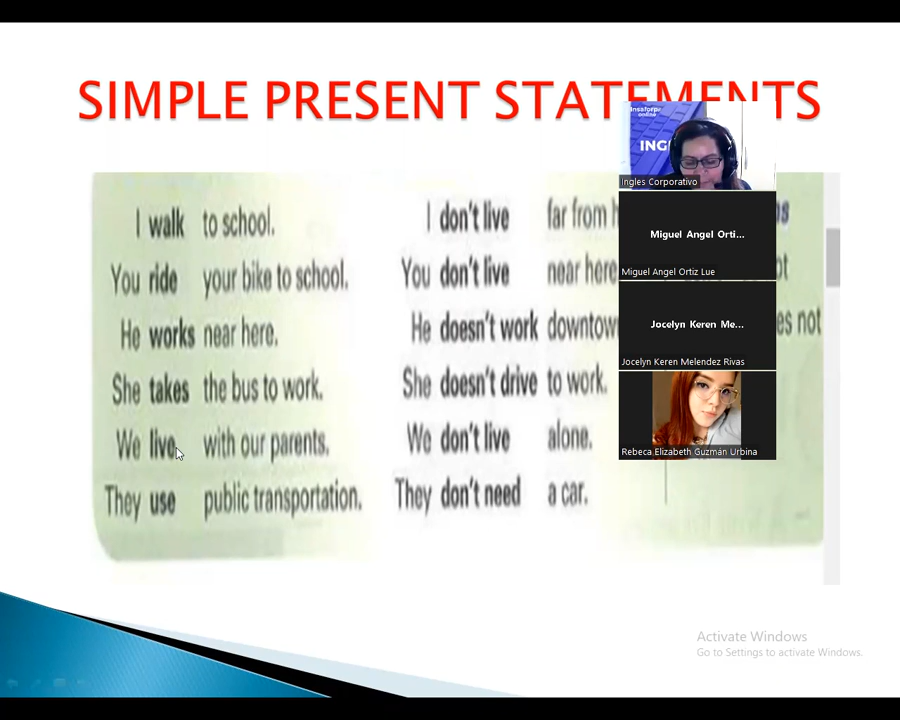 SIMPLE PRESENT STATEMENTS
I walk to school. I don't live far from
You ride your bike to school. You don't live near here
He works near here. He doesn't work downtown not
She takes the bus to work. She doesn't drive to work.
We live with our parents. We don't live alone.
They use public transportation. They don't need a car.
Insaforp
online
Ingles Corporativo
Miguel Angel Orti...
Miguel Angel Ortiz Lue
Jocelyn Keren Me...
Jocelyn Keren Melendez Rivas
Rebeca Elizabeth Guzmán Urbina
Activate Windows
Go to Settings to activate Windows.